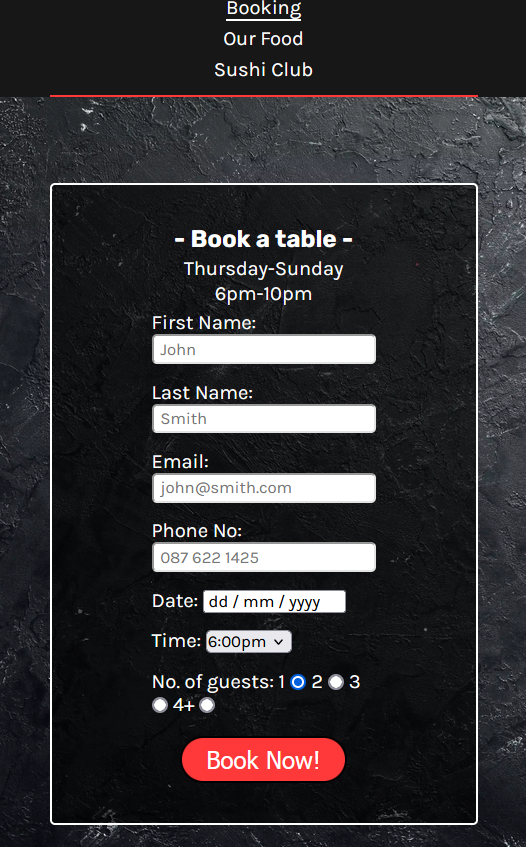 Booking
Our Food
Sushi Club
- Book a table -
Thursday-Sunday
6pm-10pm
First Name:
John
Last Name:
Smith
Email:
john@smith.com
Phone No:
087 622 1425
Date: dd / mm / yyyy
Time: 6:00pm
No. of guests: 1 2 3
4+
Book Now!